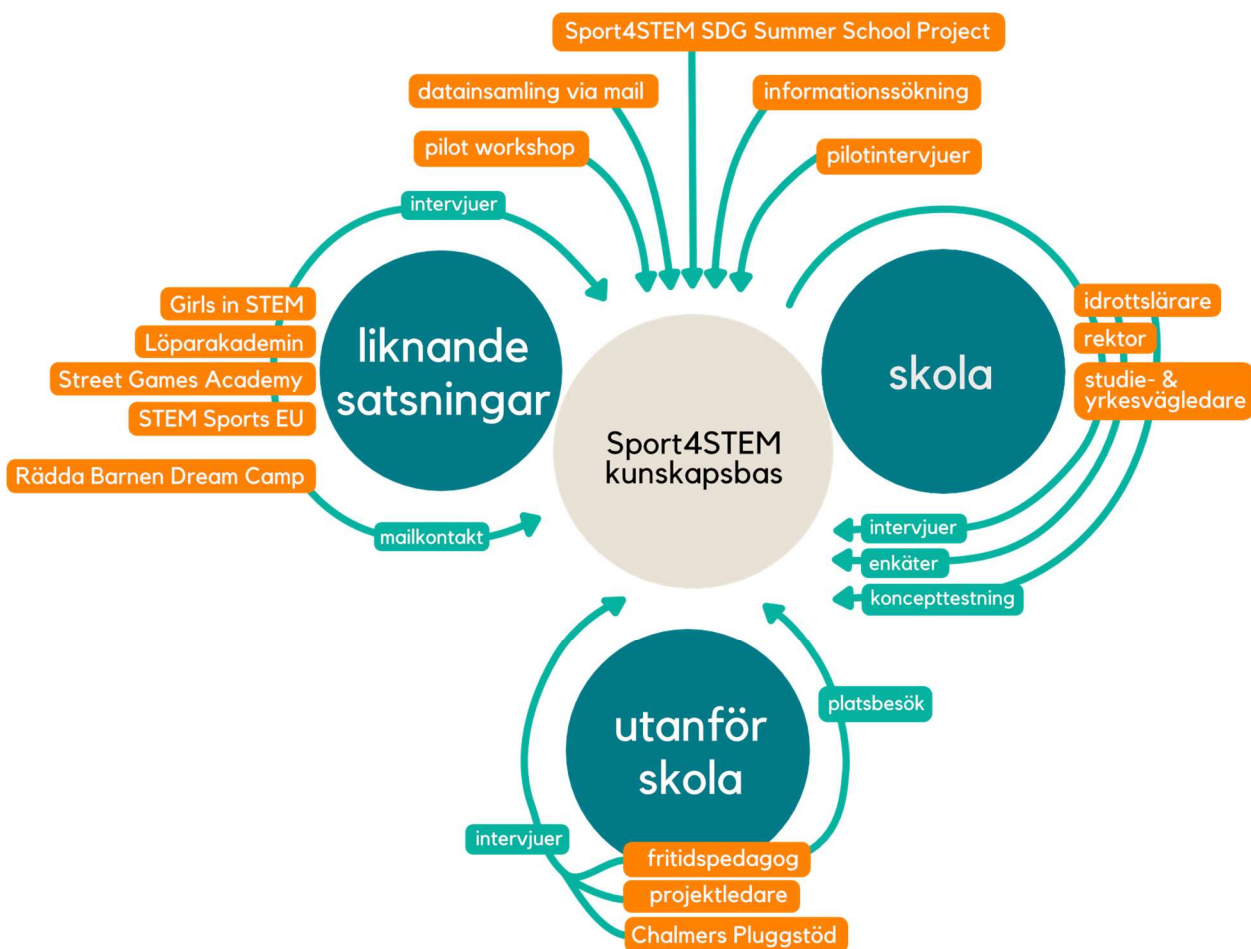 Sport4STEM SDG Summer School Project
datainsamling via mail
informationssökning
pilot workshop
pilotintervjuer
intervjuer
Girls in STEM
Löparakademin
Street Games Academy
STEM Sports EU
Rädda Barnen Dream Camp
liknande
satsningar
mailkontakt
Sport4STEM
kunskapsbas
skola
idrottslärare
rektor
studie- &
yrkesvägledare
intervjuer
enkäter
koncepttestning
utanför
skola
platsbesök
intervjuer
fritidspedagog
projektledare
Chalmers Pluggstöd